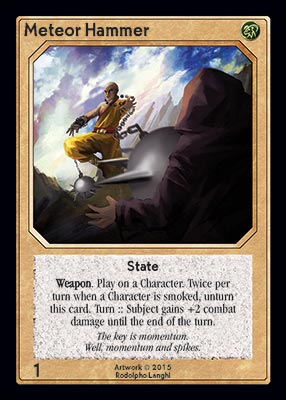 Meteor Hammer
State
Weapon. Play on a Character. Twice per
turn when a Character is smoked, unturn
this card. Turn :: Subject gains +2 combat
damage until the end of the turn.
The key is momentum.
Well, momentum and spikes.
1
Artwork © 2015
Rodolpho Langhi